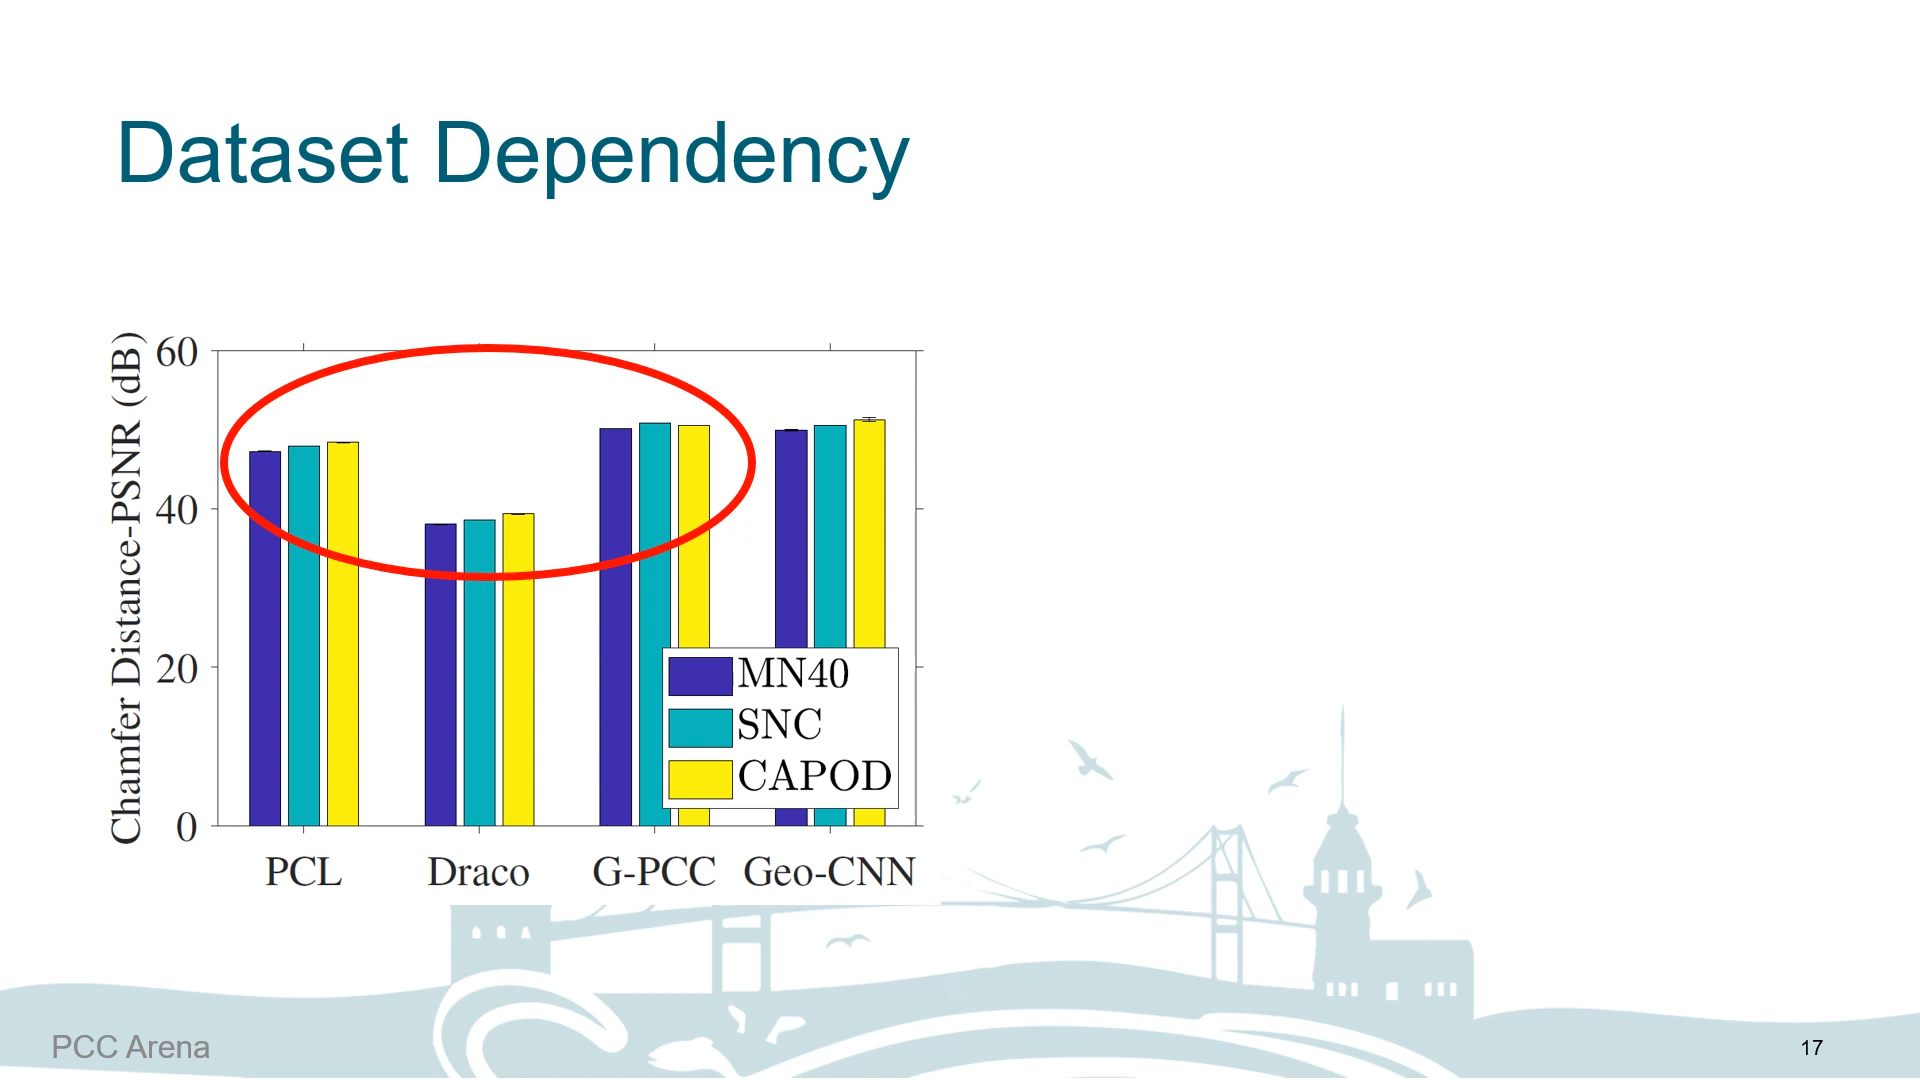 Dataset Dependency
Chamfer Distance-PSNR (dB)
60
40
20
0
MN40
SNC
CAPOD
PCL Draco G-PCC Geo-CNN
PCC Arena
17